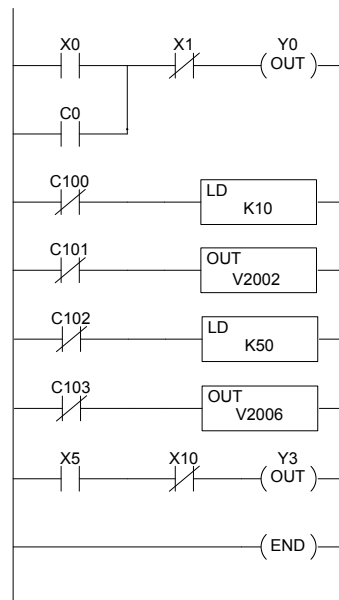 X0 X1 Y0
OUT
C0
C100
LD
K10
C101
OUT
V2002
C102
LD
K50
C103
OUT
V2006
X5 X10 Y3
OUT
END